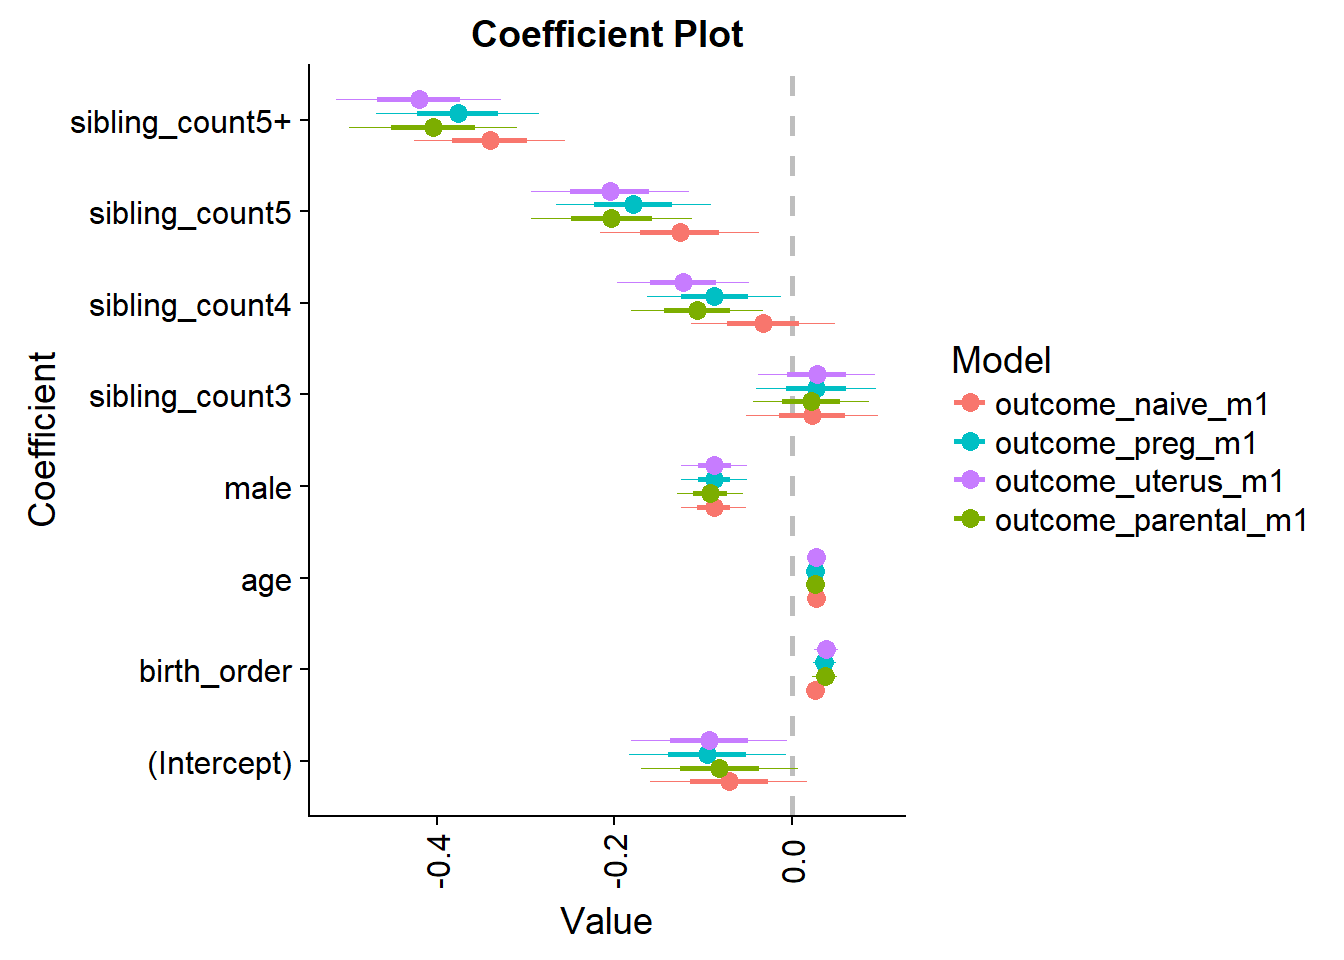 Coefficient Plot
sibling_count5+
sibling_count5
sibling_count4
sibling_count3
male
age
birth_order
(Intercept)
Coefficient
-0.4
-0.2
0.0
Value
Model
outcome_naive_m1
outcome_preg_m1
outcome_uterus_m1
outcome_parental_m1